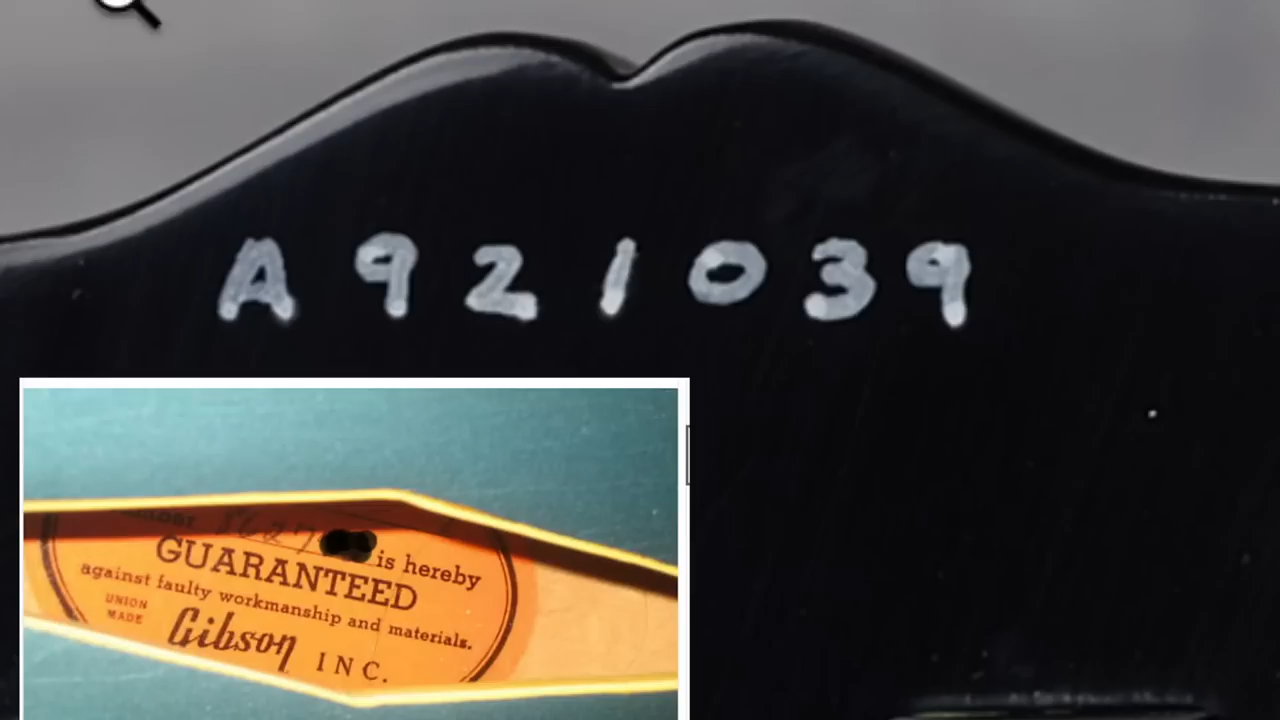 A921039
GUARANTEED
is hereby
against faulty workmanship and materials.
UNION
MADE
Gibson INC.